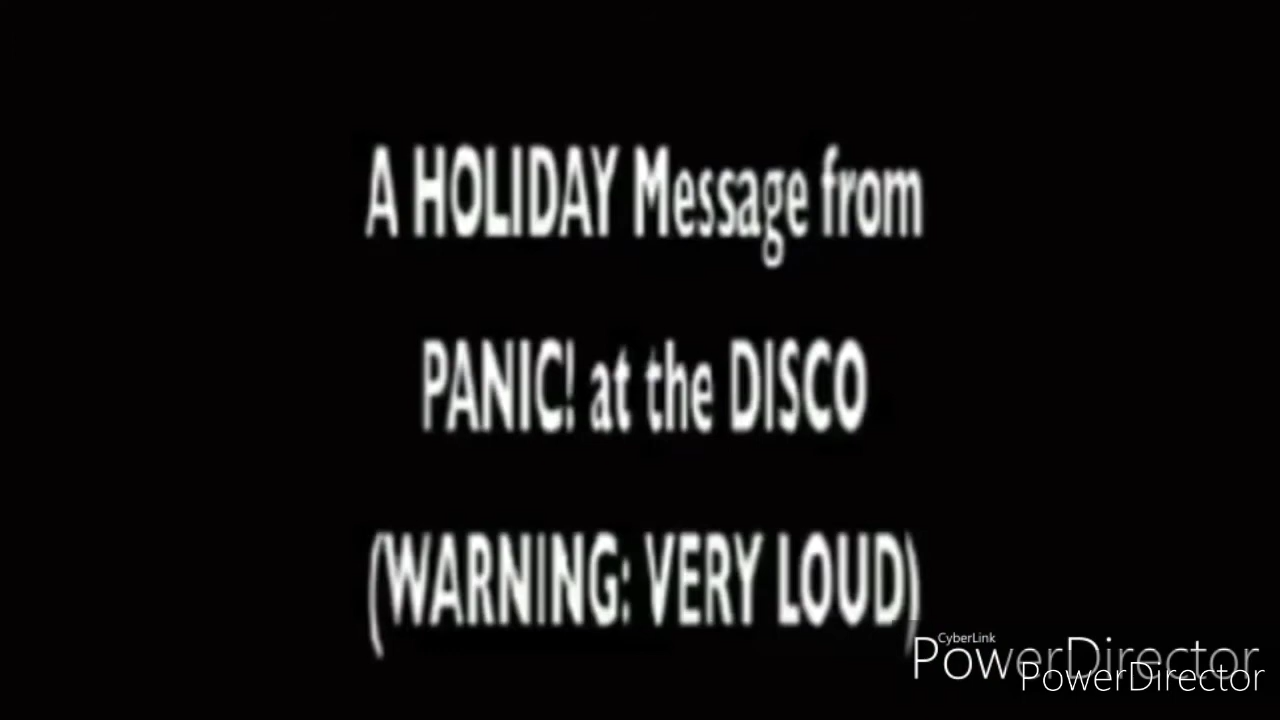 A HOLIDAY Message from
PANIC! at the DISCO
(WARNING: VERY LOUD)
CyberLink
PowerDirector
PowerDirector